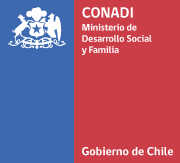 CONADI
Ministerio de
Desarrollo Social
y Familia
Gobierno de Chile